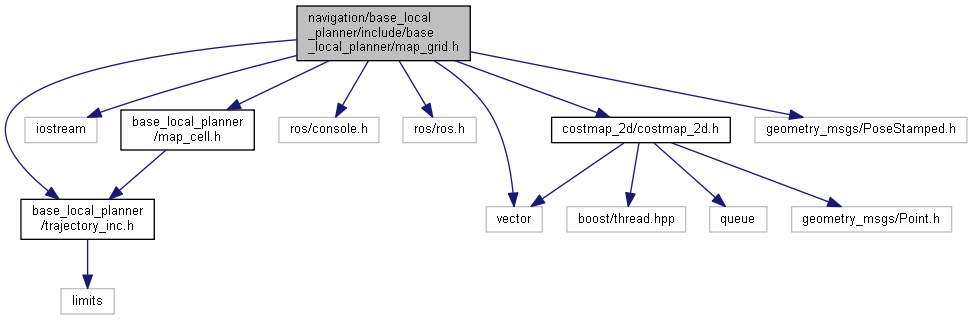 navigation/base_local
_planner/include/base
_local_planner/map_grid.h
iostream
base_local_planner
/map_cell.h
ros/console.h
ros/ros.h
costmap_2d/costmap_2d.h
geometry_msgs/PoseStamped.h
base_local_planner
/trajectory_inc.h
vector
boost/thread.hpp
queue
geometry_msgs/Point.h
limits